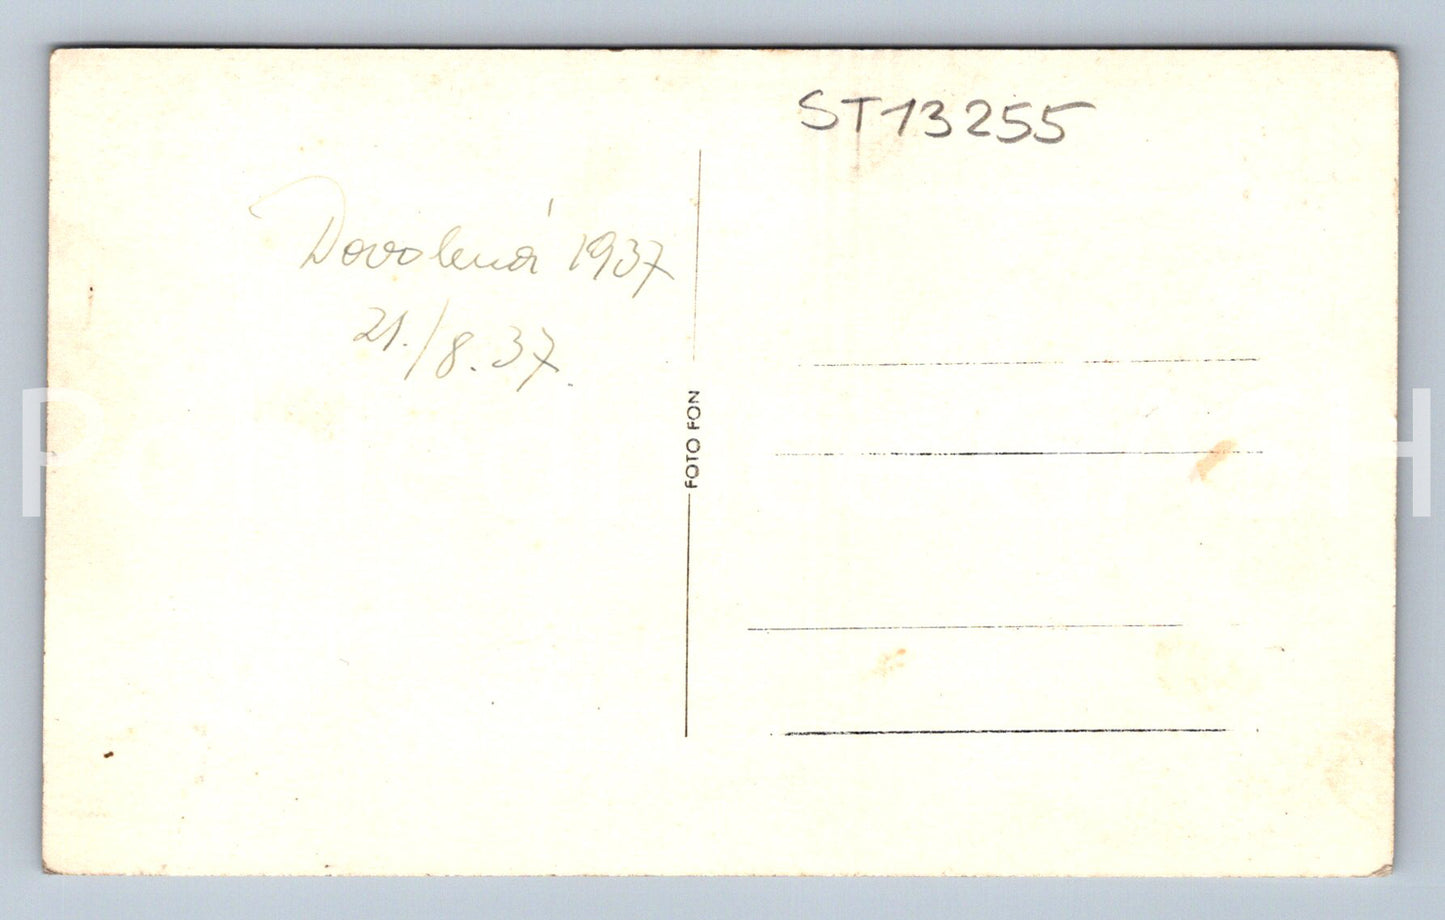 ST13255
Dovolená 1937
21./8.37.
FOTO FON